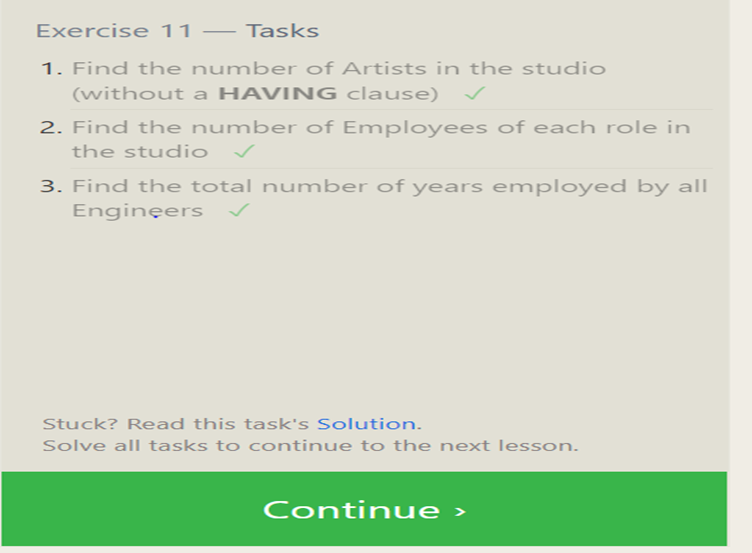 Exercise 11 — Tasks
1. Find the number of Artists in the studio
(without a HAVING clause) ✓
2. Find the number of Employees of each role in
the studio ✓
3. Find the total number of years employed by all
Engineers ✓
Stuck? Read this task's Solution.
Solve all tasks to continue to the next lesson.
Continue ›